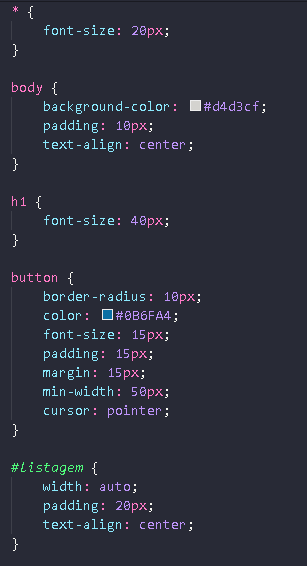 * {
    font-size: 20px;
}

body {
    background-color: #d4d3cf;
    padding: 10px;
    text-align: center;
}

h1 {
    font-size: 40px;
}

button {
    border-radius: 10px;
    color: #0B6FA4;
    font-size: 15px;
    padding: 15px;
    margin: 15px;
    min-width: 50px;
    cursor: pointer;
}

#Listagem {
    width: auto;
    padding: 20px;
    text-align: center;
}